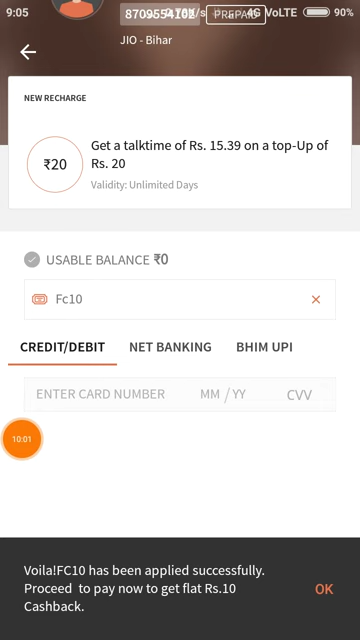 9:05
PREPAID
4G VoLTE
90%
JIO - Bihar
NEW RECHARGE
₹20
Get a talktime of Rs. 15.39 on a top-Up of
Rs. 20
Validity: Unlimited Days
USABLE BALANCE ₹0
Fc10
CREDIT/DEBIT NET BANKING BHIM UPI
ENTER CARD NUMBER MM / YY CVV
10:01
Voila!FC10 has been applied successfully.
Proceed to pay now to get flat Rs.10
Cashback.
OK